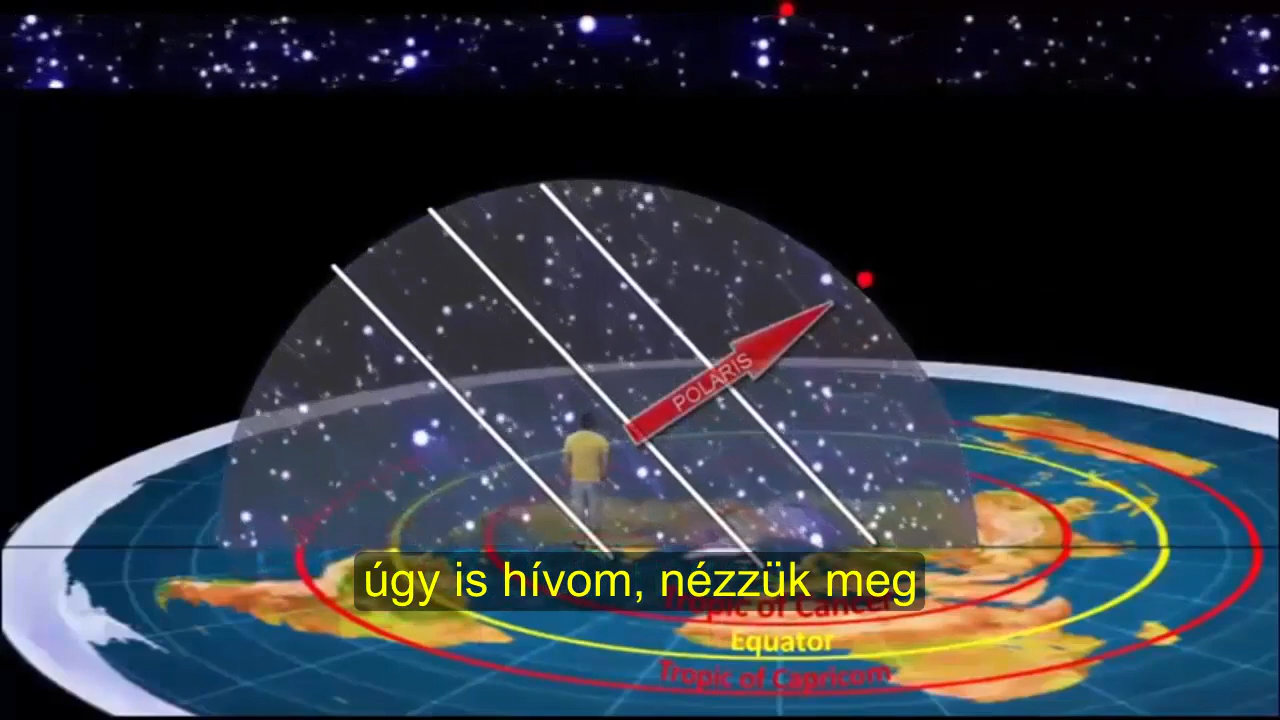 POLARIS
úgy is hívom, nézzük meg
Tropic of Cancer
Equator
Tropic of Capricorn